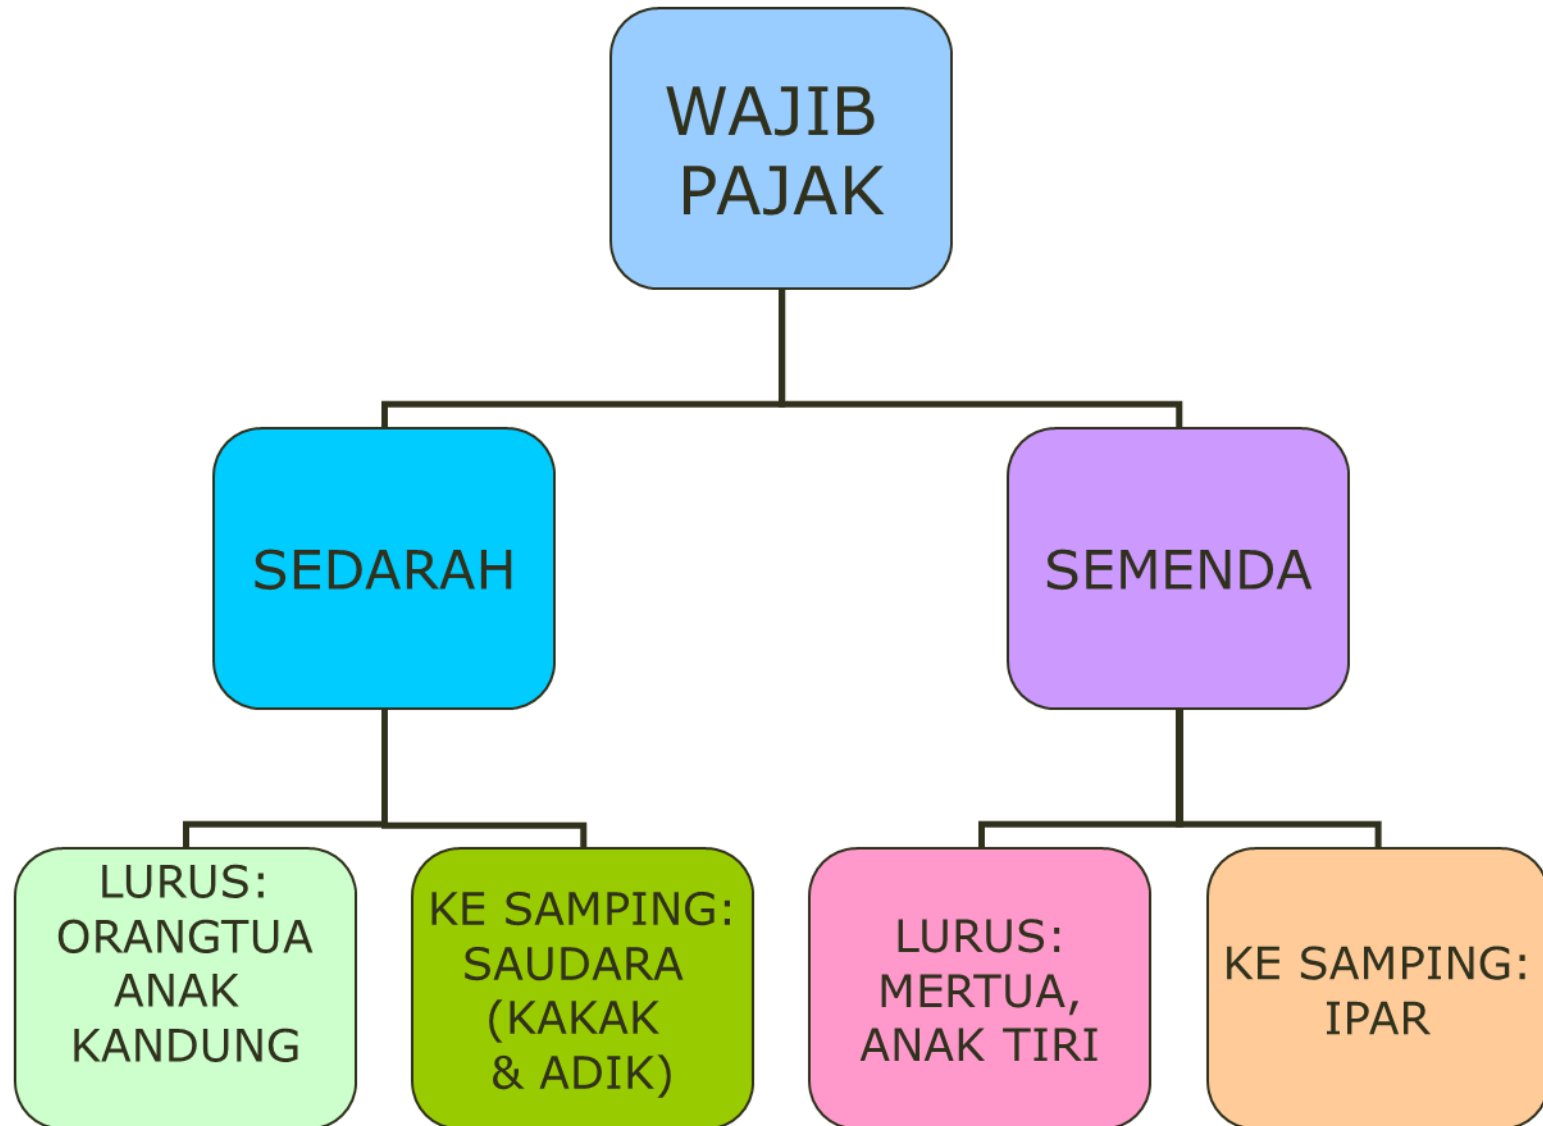 WAJIB
PAJAK
SEDARAH
SEMENDA
LURUS:
ORANGTUA
ANAK
KANDUNG
KE SAMPING:
SAUDARA
(KAKAK
& ADIK)
LURUS:
MERTUA,
ANAK TIRI
KE SAMPING:
IPAR